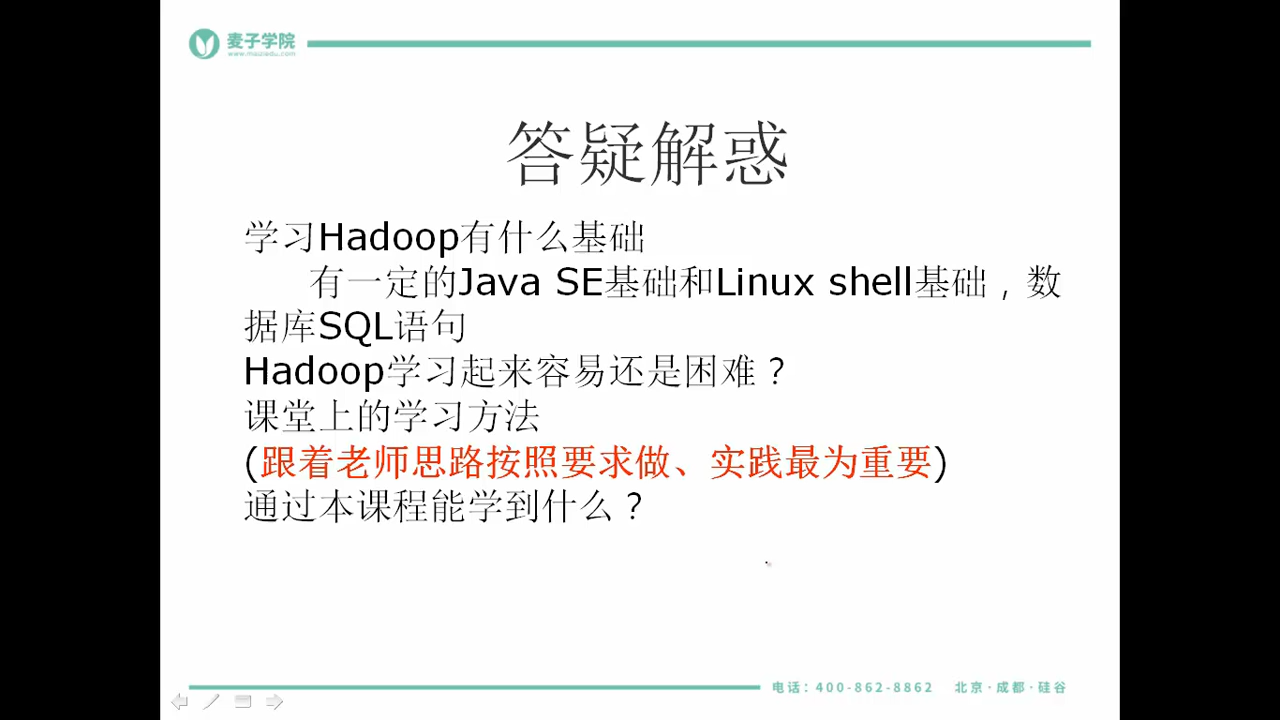 麦子学院
www.maiziedu.com
答疑解惑
学习Hadoop有什么基础
有一定的Java SE基础和Linux shell基础，数
据库SQL语句
Hadoop学习起来容易还是困难？
课堂上的学习方法
(跟着老师思路按照要求做、实践最为重要)
通过本课程能学到什么？
电话：400-862-8862 北京·成都·硅谷